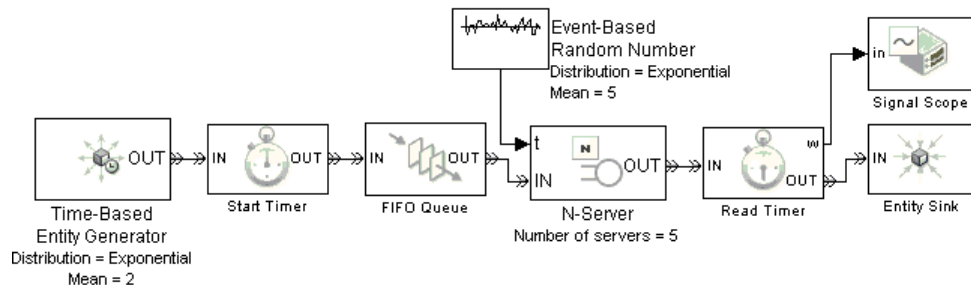 Event-Based
Random Number
Distribution = Exponential
Mean = 5
in
Signal Scope
OUT
Time-Based
Entity Generator
Distribution = Exponential
Mean = 2
IN
OUT
Start Timer
IN
OUT
FIFO Queue
t
N
IN
OUT
N-Server
Number of servers = 5
IN
w
OUT
Read Timer
IN
Entity Sink